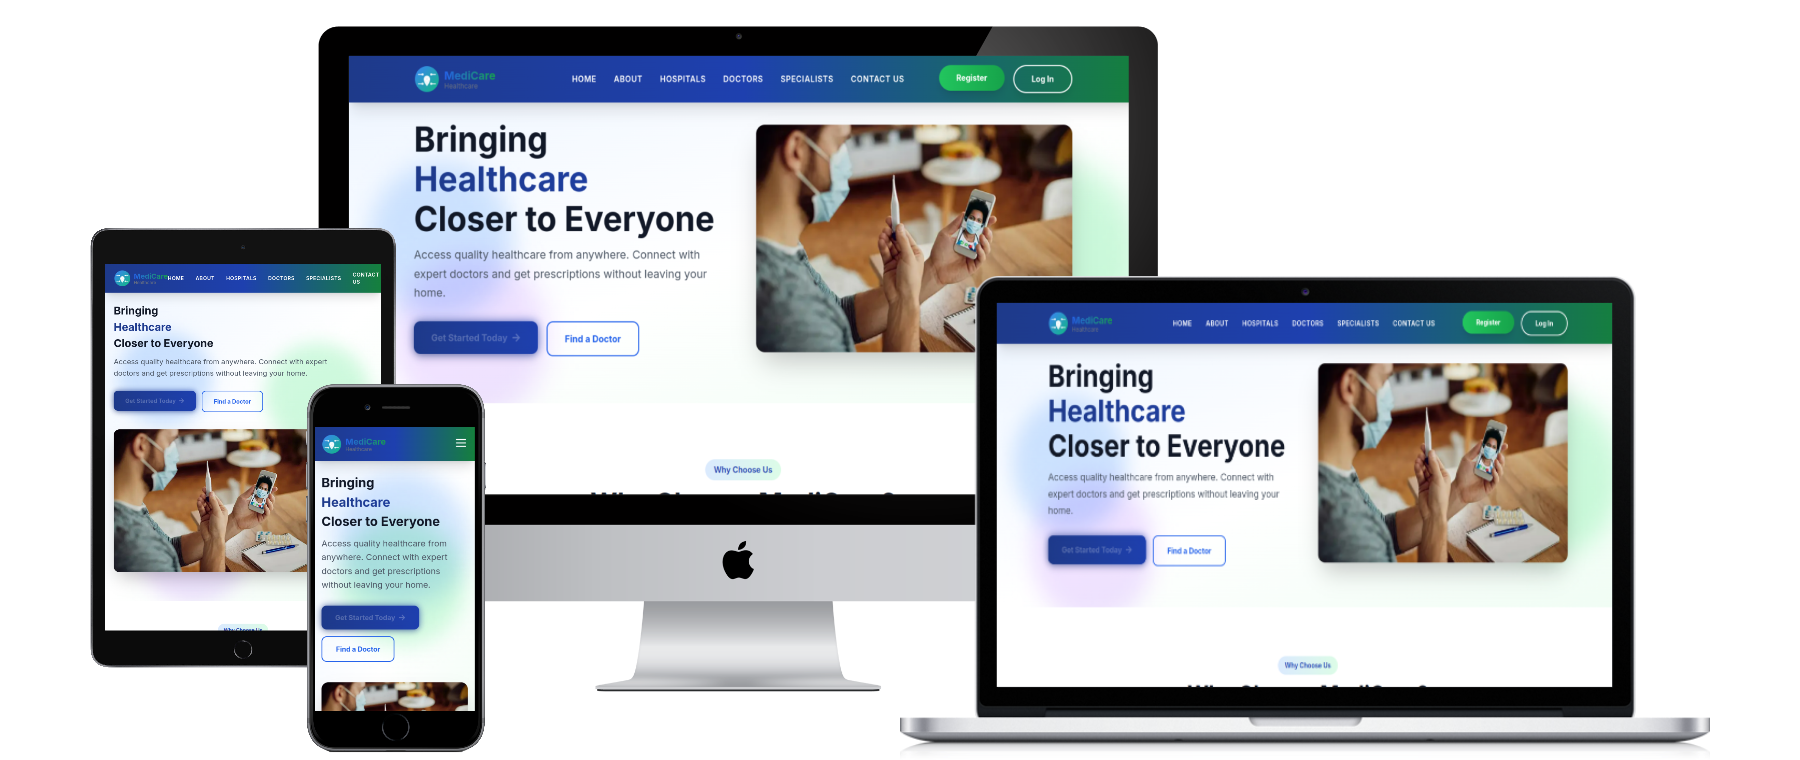 MediCare
Healthcare
HOME ABOUT HOSPITALS DOCTORS SPECIALISTS CONTACT US
Register
Log In
Bringing
Healthcare
Closer to Everyone
Access quality healthcare from anywhere. Connect with
expert doctors and get prescriptions without leaving your
home.
Get Started Today →
Find a Doctor
Why Choose Us
MediCare
Healthcare
HOME ABOUT HOSPITALS DOCTORS SPECIALISTS CONTACT
US
Bringing
Healthcare
Closer to Everyone
Access quality healthcare from anywhere. Connect with expert
doctors and get prescriptions without leaving your home.
Get Started Today →
Find a Doctor
Why Choose Us
MediCare
Healthcare
Bringing
Healthcare
Closer to Everyone
Access quality healthcare from
anywhere. Connect with expert
doctors and get prescriptions
without leaving your home.
Get Started Today →
Find a Doctor
MediCare
Healthcare
HOME ABOUT HOSPITALS DOCTORS SPECIALISTS CONTACT US
Register
Log In
Bringing
Healthcare
Closer to Everyone
Access quality healthcare from anywhere. Connect with
expert doctors and get prescriptions without leaving your
home.
Get Started Today →
Find a Doctor
Why Choose Us